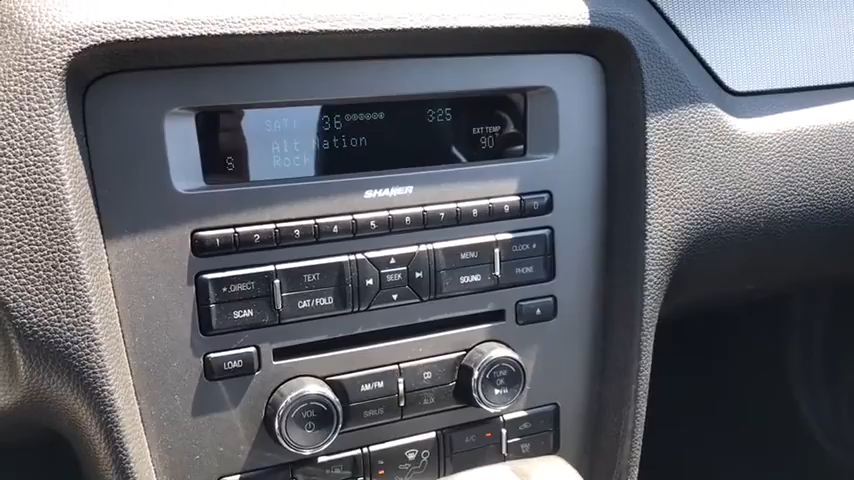 SAT1 36 3:25
Alt Nation
EXT TEMP
90°
Rock
S
SHAKER
1 2 3 4 5 6 7 8 9 0
DIRECT TEXT SEEK MENU CLOCK
SCAN CAT/FOLD SOUND PHONE
LOAD
AM/FM CD
SIRIUS AUX
VOL
TUNE
OK
A/C